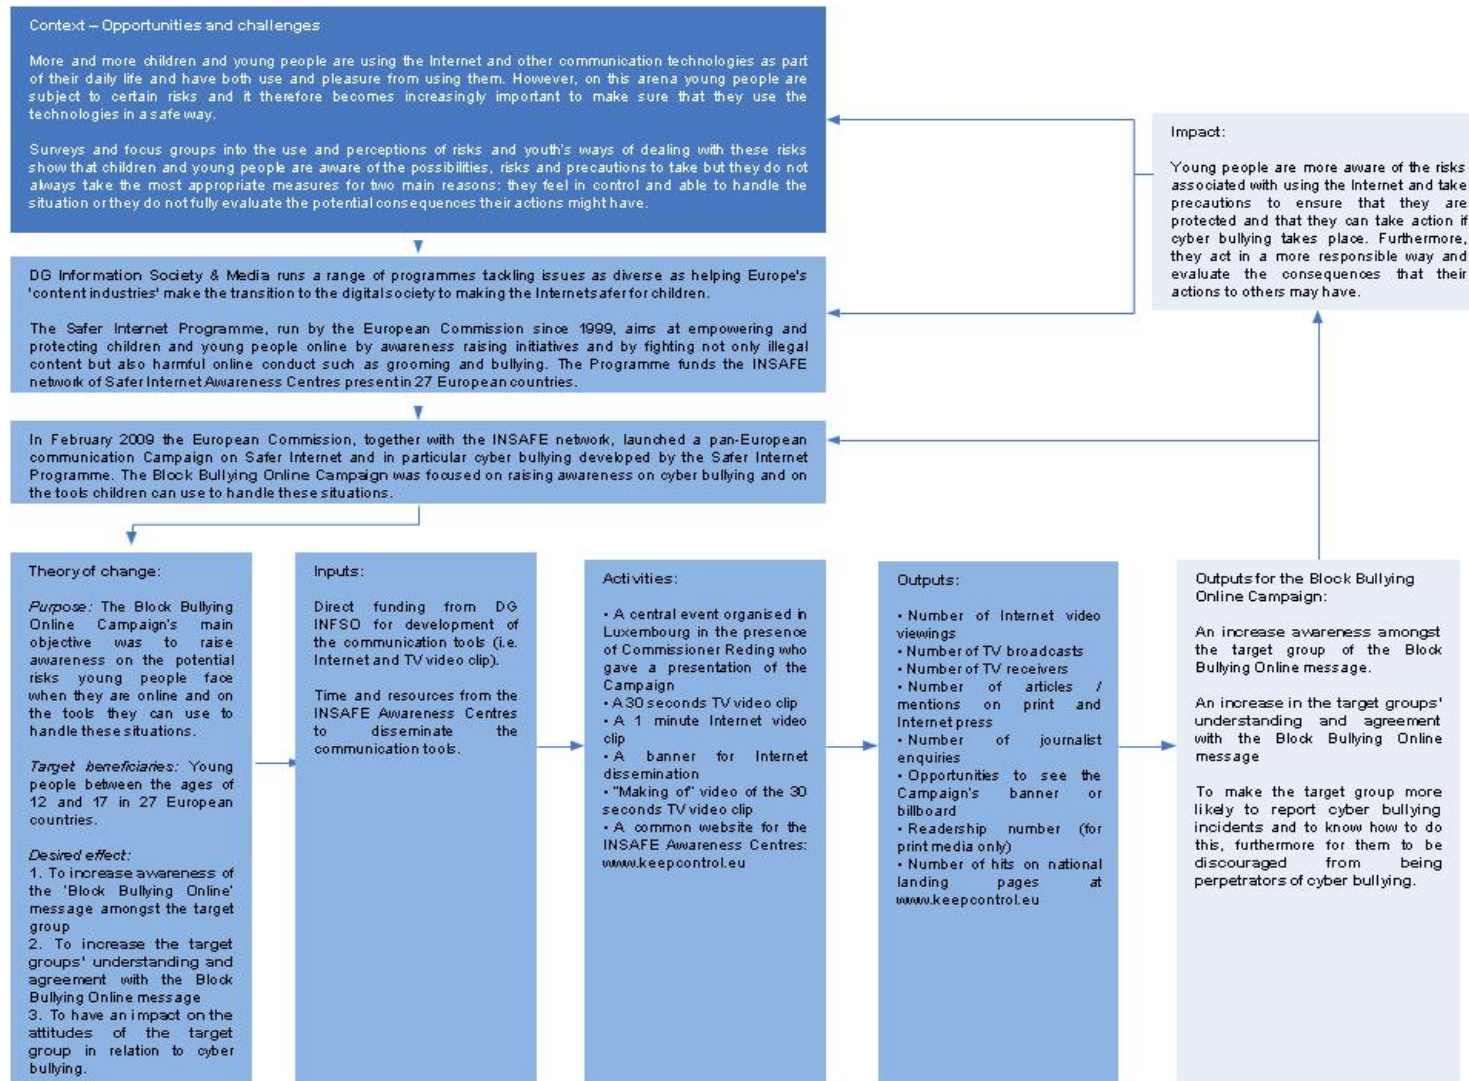 Context – Opportunities and challenges
More and more children and young people are using the Internet and other communication technologies as part
of their daily life and have both use and pleasure from using them. However, on this arena young people are
subject to certain risks and it therefore becomes increasingly important to make sure that they use the
technologies in a safe way.
Surveys and focus groups into the use and perceptions of risks and youth's ways of dealing with these risks
show that children and young people are aware of the possibilities, risks and precautions to take but they do not
always take the most appropriate measures for two main reasons: they feel in control and able to handle the
situation or they do not fully evaluate the potential consequences their actions might have.
Impact:
Young people are more aware of the risks
associated with using the Internet and take
precautions to ensure that they are
protected and that they can take action if
cyber bullying takes place. Furthermore,
they act in a more responsible way and
evaluate the consequences that their
actions to others may have.
DG Information Society & Media runs a range of programmes tackling issues as diverse as helping Europe's
'content industries' make the transition to the digital society to making the Internet safer for children.
The Safer Internet Programme, run by the European Commission since 1999, aims at empowering and
protecting children and young people online by awareness raising initiatives and by fighting not only illegal
content but also harmful online conduct such as grooming and bullying. The Programme funds the INSAFE
network of Safer Internet Awareness Centres present in 27 European countries.
In February 2009 the European Commission, together with the INSAFE network, launched a pan-European
communication Campaign on Safer Internet and in particular cyber bullying developed by the Safer Internet
Programme. The Block Bullying Online Campaign was focused on raising awareness on cyber bullying and on
the tools children can use to handle these situations.
Theory of change:
Purpose: The Block Bullying
Online Campaign's main
objective was to raise
awareness on the potential
risks young people face
when they are online and on
the tools they can use to
handle these situations.
Target beneficiaries: Young
people between the ages of
12 and 17 in 27 European
countries.
Desired effect:
1. To increase awareness of
the 'Block Bullying Online'
message amongst the target
group
2. To increase the target
groups' understanding and
agreement with the Block
Bullying Online message
3. To have an impact on the
attitudes of the target
group in relation to cyber
bullying.
Inputs:
Direct funding from DG
INFSO for development of
the communication tools (i.e.
Internet and TV video clip).
Time and resources from the
INSAFE Awareness Centres
to disseminate the
communication tools.
Activities:
• A central event organised in
Luxembourg in the presence
of Commissioner Reding who
gave a presentation of the
Campaign
• A 30 seconds TV video clip
• A 1 minute Internet video
clip
• A banner for Internet
dissemination
• "Making of" video of the 30
seconds TV video clip
• A common website for the
INSAFE Awareness Centres:
www.keepcontrol.eu
Outputs:
• Number of Internet video
viewings
• Number of TV broadcasts
• Number of TV receivers
• Number of articles /
mentions on print and
Internet press
• Number of journalist
enquiries
• Opportunities to see the
Campaign's banner or
billboard
• Readership number (for
print media only)
• Number of hits on national
landing pages at
www.keepcontrol.eu
Outputs for the Block Bullying
Online Campaign:
An increase awareness amongst
the target group of the Block
Bullying Online message.
An increase in the target groups'
understanding and agreement
with the Block Bullying Online
message
To make the target group more
likely to report cyber bullying
incidents and to know how to do
this, furthermore for them to be
discouraged from being
perpetrators of cyber bullying.